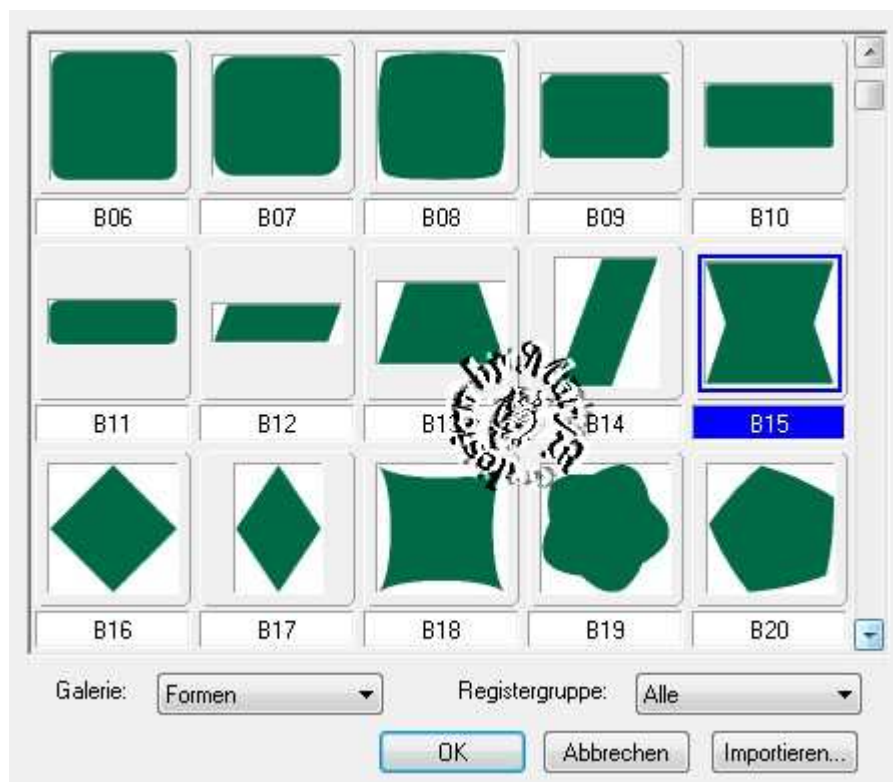 B06 B07 B08 B09 B10
B11 B12 B13 B14 B15
B16 B17 B18 B19 B20
Galerie: Formen Registergruppe: Alle
OK Abbrechen Importieren...